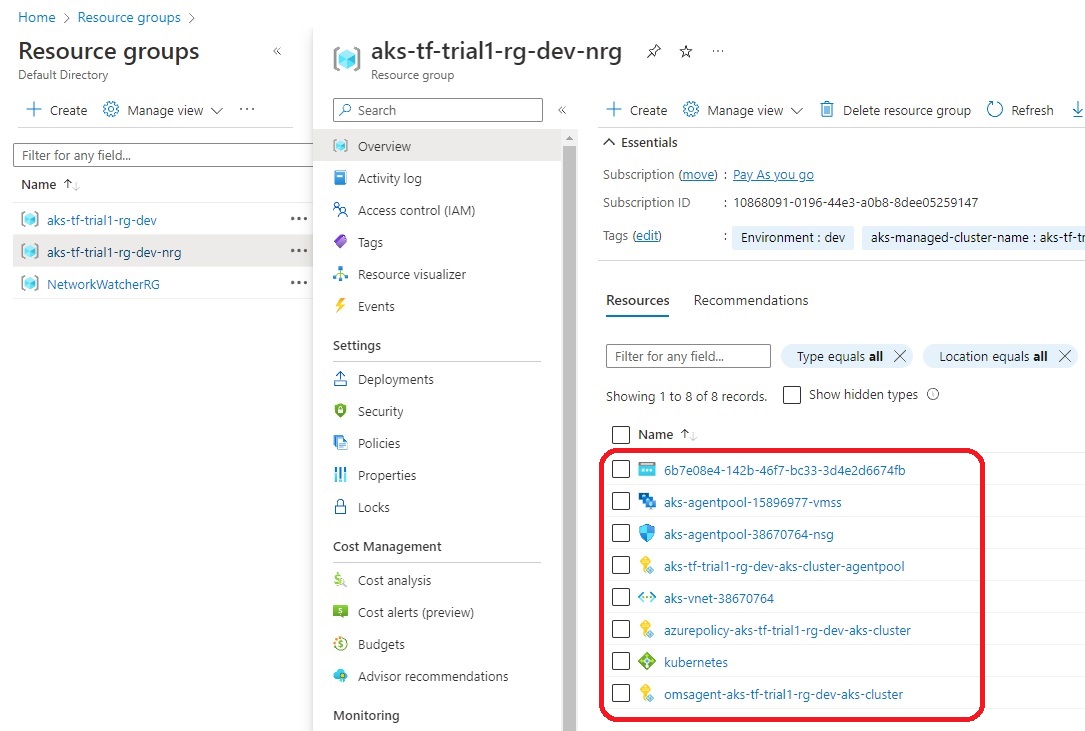 Home > Resource groups >
Resource groups «
Default Directory
+ Create Manage view ...
Filter for any field...
Name ↑↓
aks-tf-trial1-rg-dev ...
aks-tf-trial1-rg-dev-nrg ...
NetworkWatcherRG ...
aks-tf-trial1-rg-dev-nrg ...
Resource group
Search «
Overview
Activity log
Access control (IAM)
Tags
Resource visualizer
Events
Settings
Deployments
Security
Policies
Properties
Locks
Cost Management
Cost analysis
Cost alerts (preview)
Budgets
Advisor recommendations
Monitoring
+ Create Manage view Delete resource group Refresh
Essentials
Subscription (move) : Pay As you go
Subscription ID : 10868091-0196-44e3-a0b8-8dee05259147
Tags (edit) : Environment : dev aks-managed-cluster-name : aks-tf-tr
Resources Recommendations
Filter for any field... Type equals all × Location equals all ×
Showing 1 to 8 of 8 records. Show hidden types
Name ↑↓
6b7e08e4-142b-46f7-bc33-3d4e2d6674fb
aks-agentpool-15896977-vmss
aks-agentpool-38670764-nsg
aks-tf-trial1-rg-dev-aks-cluster-agentpool
aks-vnet-38670764
azurepolicy-aks-tf-trial1-rg-dev-aks-cluster
kubernetes
omsagent-aks-tf-trial1-rg-dev-aks-cluster